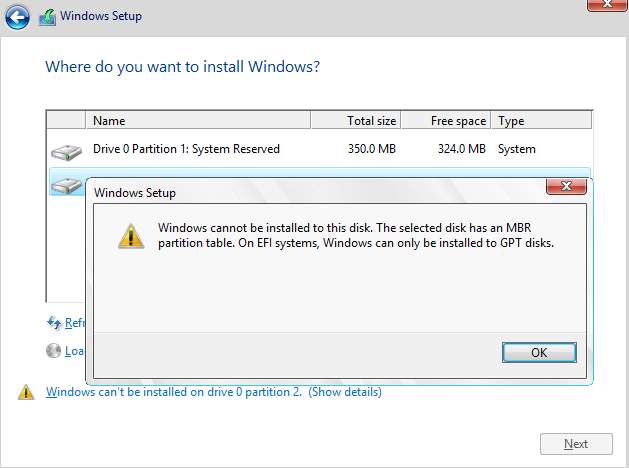 Windows Setup
Where do you want to install Windows?
Name Total size Free space Type
Drive 0 Partition 1: System Reserved 350.0 MB 324.0 MB System
Windows Setup
Windows cannot be installed to this disk. The selected disk has an MBR
partition table. On EFI systems, Windows can only be installed to GPT disks.
OK
Refr
Loa
Windows can't be installed on drive 0 partition 2. (Show details)
Next